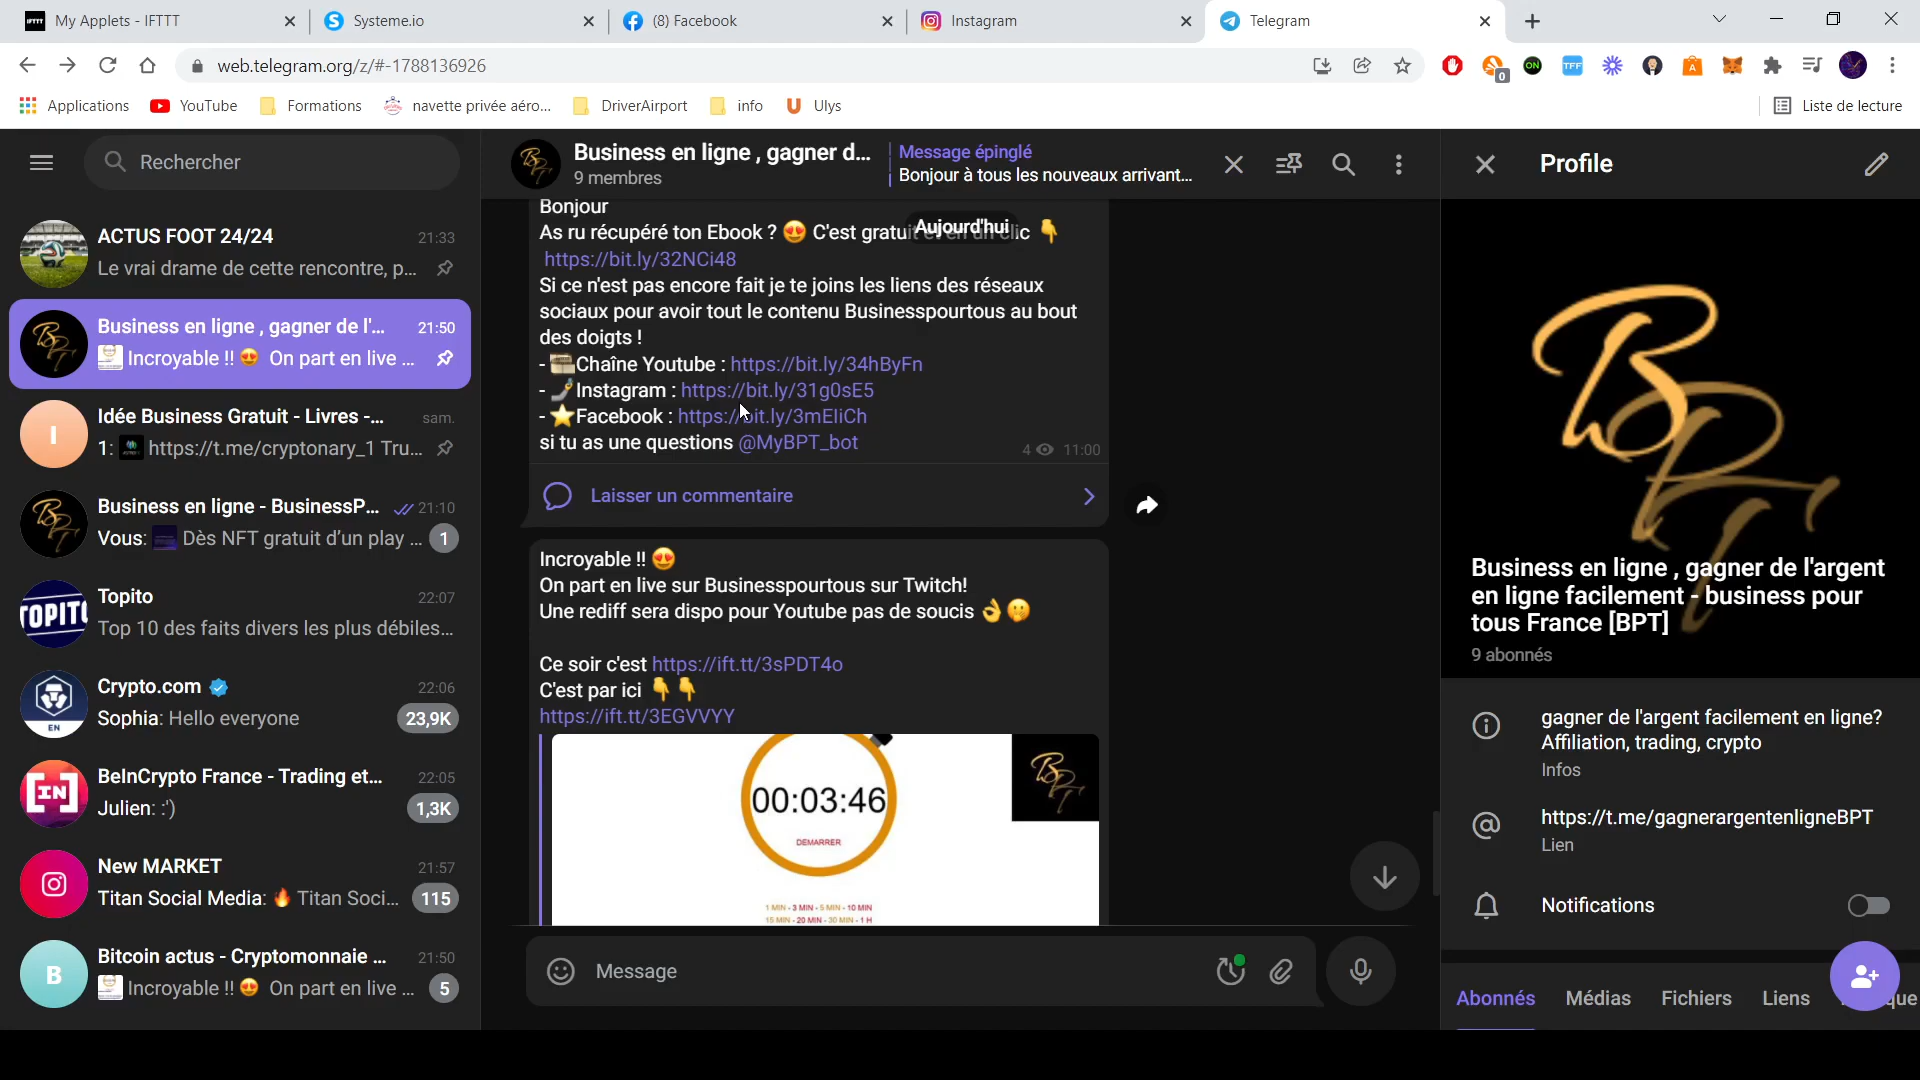 My Applets - IFTTT
Systeme.io
(8) Facebook
Instagram
Telegram
web.telegram.org/z/#-1788136926
0
ON
TFF
Applications
YouTube
Formations
navette privée aéro...
DriverAirport
info
Ulys
Liste de lecture
Rechercher
ACTUS FOOT 24/24
21:33
Le vrai drame de cette rencontre, p...
Business en ligne , gagner de l'...
21:50
Incroyable !! 😍 On part en live ...
Idée Business Gratuit - Livres -...
sam.
1: https://t.me/cryptonary_1 Tru...
Business en ligne - BusinessP...
21:10
Vous: Dès NFT gratuit d'un play ...
1
Topito
22:07
Top 10 des faits divers les plus débiles...
Crypto.com
22:06
Sophia: Hello everyone
23,9K
BeInCrypto France - Trading et...
22:05
Julien: :')
1,3K
New MARKET
21:57
Titan Social Media: 🔥 Titan Soci...
115
Bitcoin actus - Cryptomonnaie ...
21:50
Incroyable !! 😍 On part en live ...
5
Business en ligne , gagner d...
9 membres
Message épinglé
Bonjour à tous les nouveaux arrivant...
Aujourd'hui
Bonjour
As ru récupéré ton Ebook ? 😍 C'est gratuit et en un clic 👇
https://bit.ly/32NCi48
Si ce n'est pas encore fait je te joins les liens des réseaux
sociaux pour avoir tout le contenu Businesspourtous au bout
des doigts !
- Chaîne Youtube : https://bit.ly/34hByFn
- 🤳Instagram : https://bit.ly/31g0sE5
- ⭐Facebook : https://bit.ly/3mEliCh
si tu as une questions @MyBPT_bot
4
11:00
Laisser un commentaire
Incroyable !! 😍
On part en live sur Businesspourtous sur Twitch!
Une rediff sera dispo pour Youtube pas de soucis 👌🤫
Ce soir c'est https://ift.tt/3sPDT4o
C'est par ici 👇👇
https://ift.tt/3EGVVYY
00:03:46
DEMARRER
1 MIN - 3 MIN - 5 MIN - 10 MIN
15 MIN - 20 MIN - 30 MIN - 1 H
Message
Profile
BPT
Business en ligne , gagner de l'argent
en ligne facilement - business pour
tous France [BPT]
9 abonnés
gagner de l'argent facilement en ligne?
Affiliation, trading, crypto
Infos
https://t.me/gagnerargentenligneBPT
Lien
Notifications
Abonnés
Médias
Fichiers
Liens